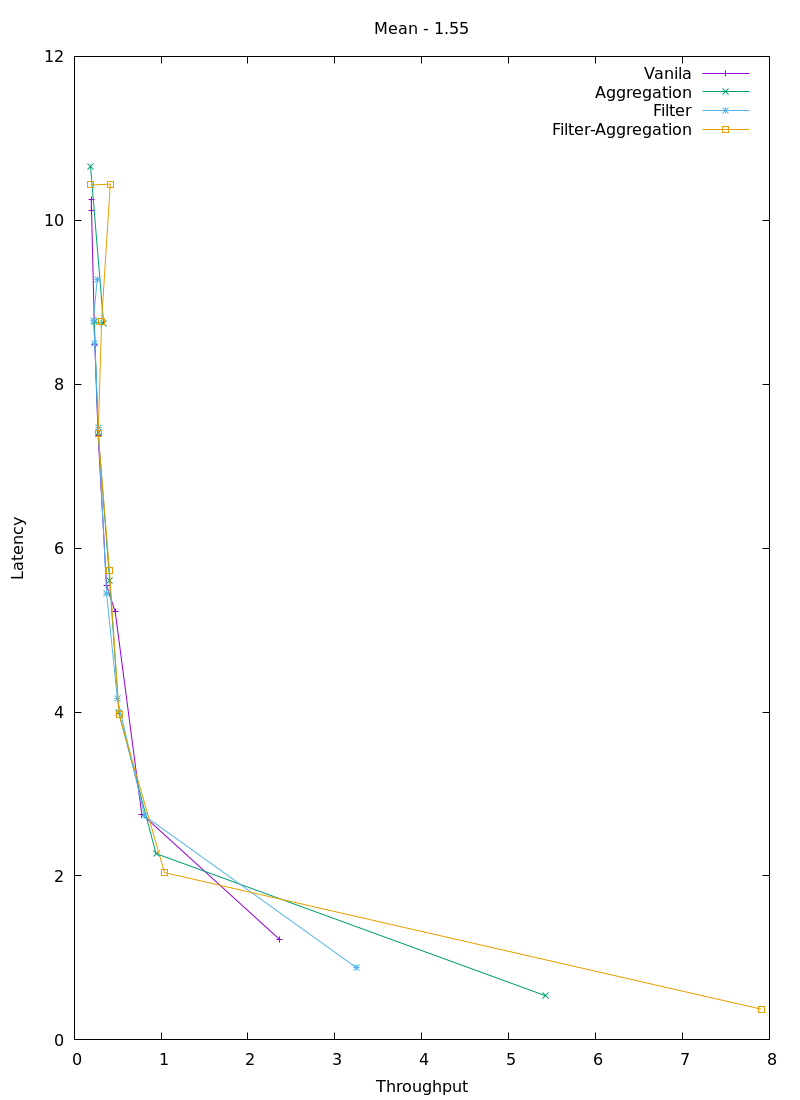 Mean - 1.55
12
Vanila
Aggregation
Filter
Filter-Aggregation
10
8
6
4
2
0
Latency
0 1 2 3 4 5 6 7 8
Throughput